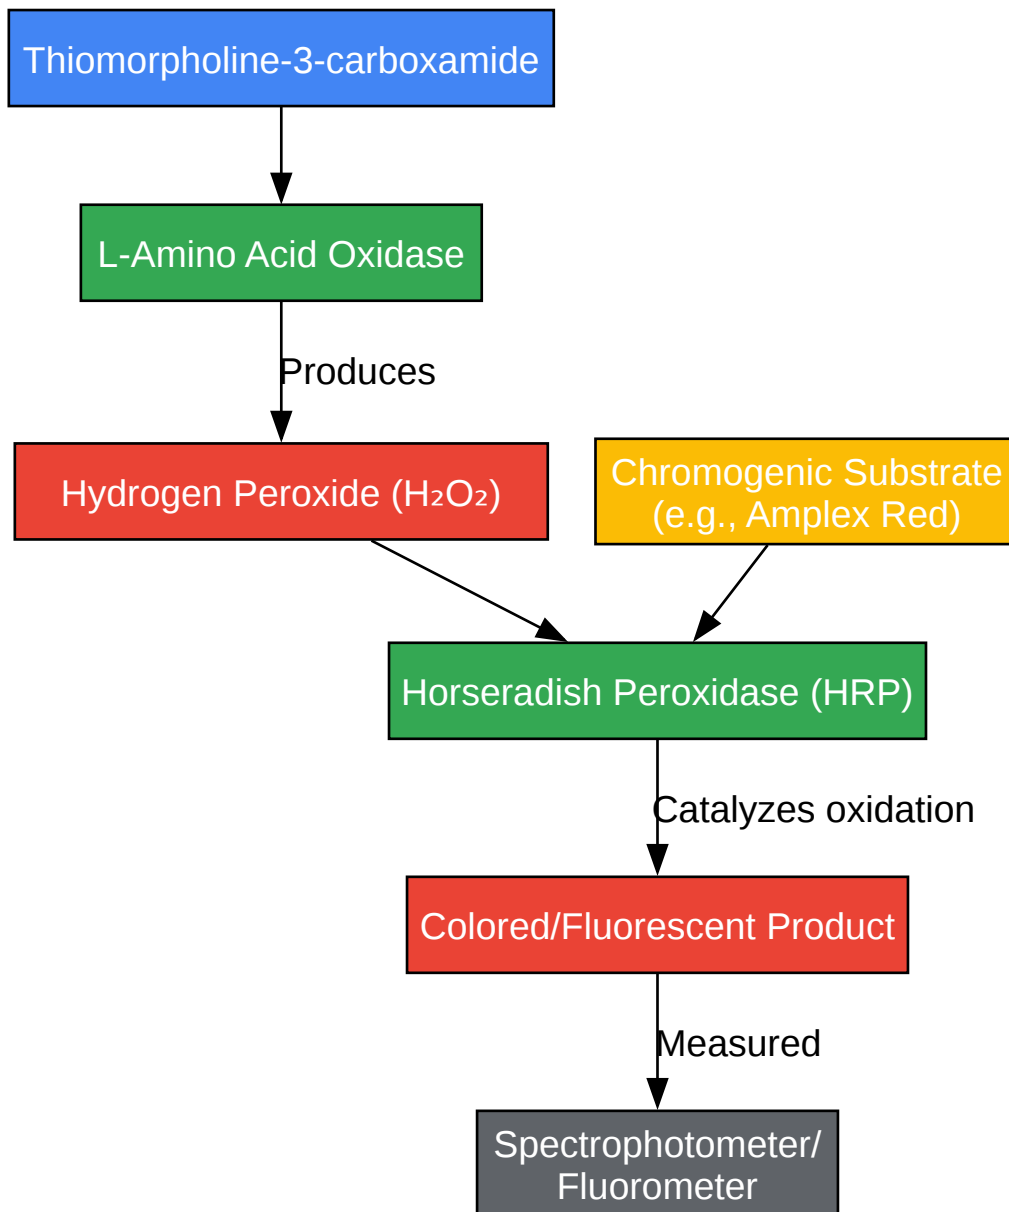 Thiomorpholine-3-carboxamide
L-Amino Acid Oxidase
Produces
Hydrogen Peroxide (H₂O₂)
Chromogenic Substrate
(e.g., Amplex Red)
Horseradish Peroxidase (HRP)
Catalyzes oxidation
Colored/Fluorescent Product
Measured
Spectrophotometer/
Fluorometer